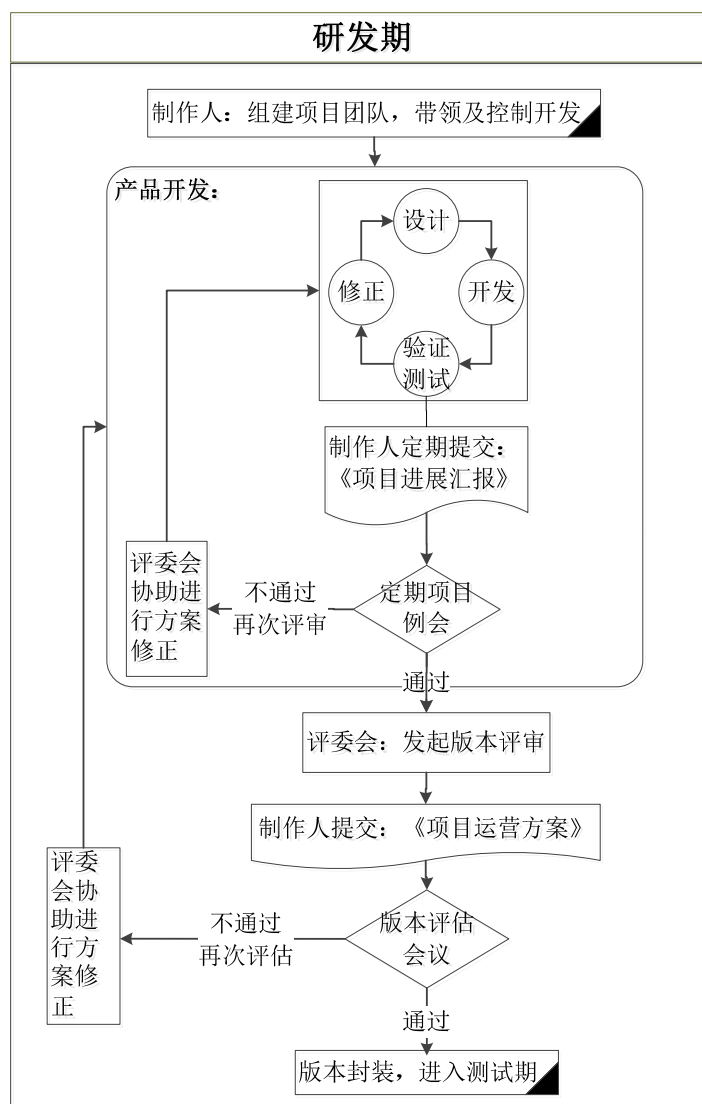 研发期
制作人：组建项目团队，带领及控制开发
产品开发：
设计
修正
开发
验证
测试
制作人定期提交：
《项目进展汇报》
评委会
协助进
行方案
修正
不通过
再次评审
定期项目
例会
通过
评委会：发起版本评审
制作人提交：《项目运营方案》
评委
会协
助进
行方
案修
正
不通过
再次评估
版本评估
会议
通过
版本封装，进入测试期